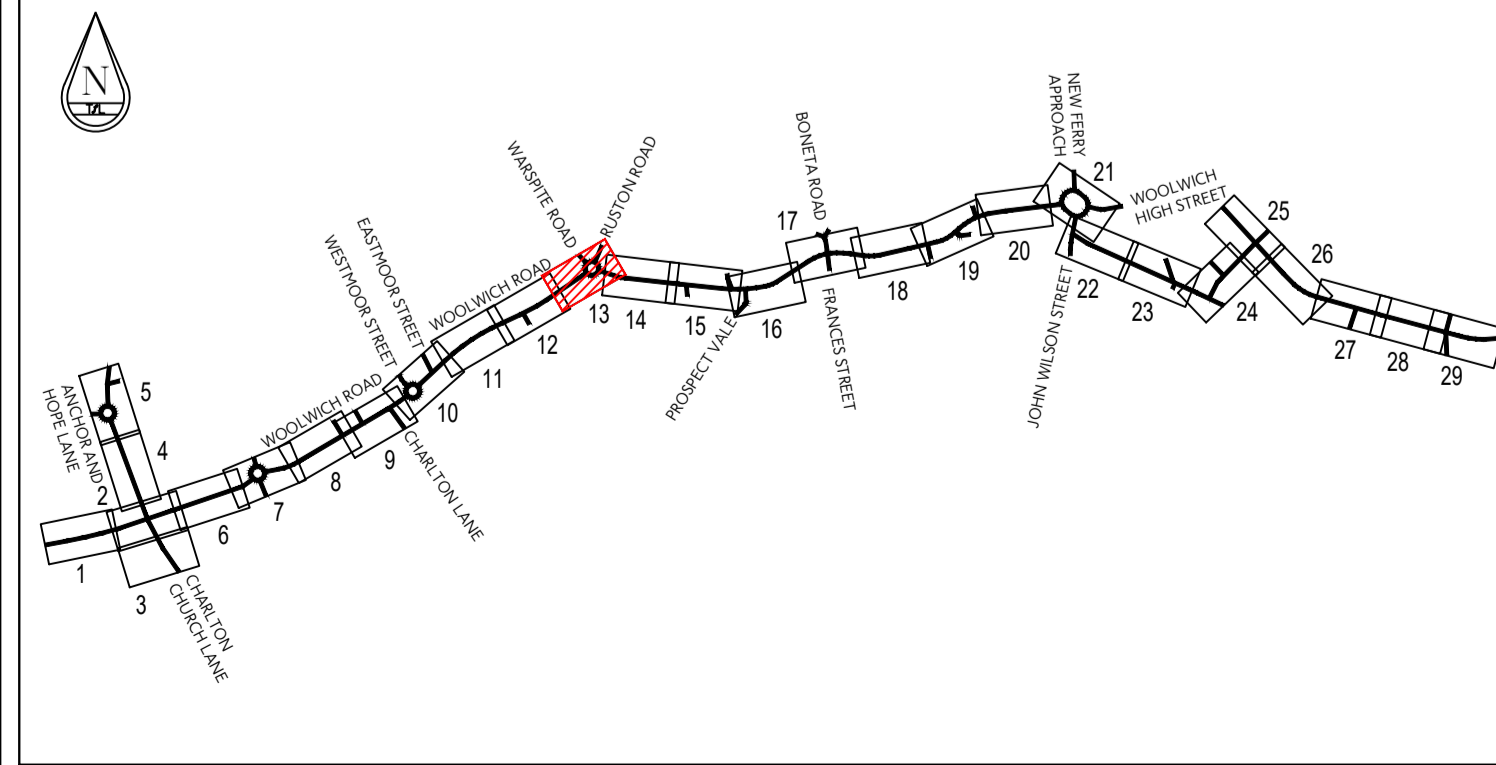 N
TfL
NEW FERRY
APPROACH
BONETA ROAD
RUSTON ROAD
WARSPITE ROAD
21
WOOLWICH
HIGH STREET
17
25
EASTMOOR STREET
WESTMOOR STREET
26
20
19
18
WOOLWICH ROAD
22
23
24
13
14
15
16
27
28
29
12
11
FRANCES STREET
PROSPECT VALE
JOHN WILSON STREET
5
ANCHOR AND
HOPE LANE
10
WOOLWICH ROAD
4
9
CHARLTON LANE
8
2
7
6
1
3
CHARLTON
CHURCH LANE